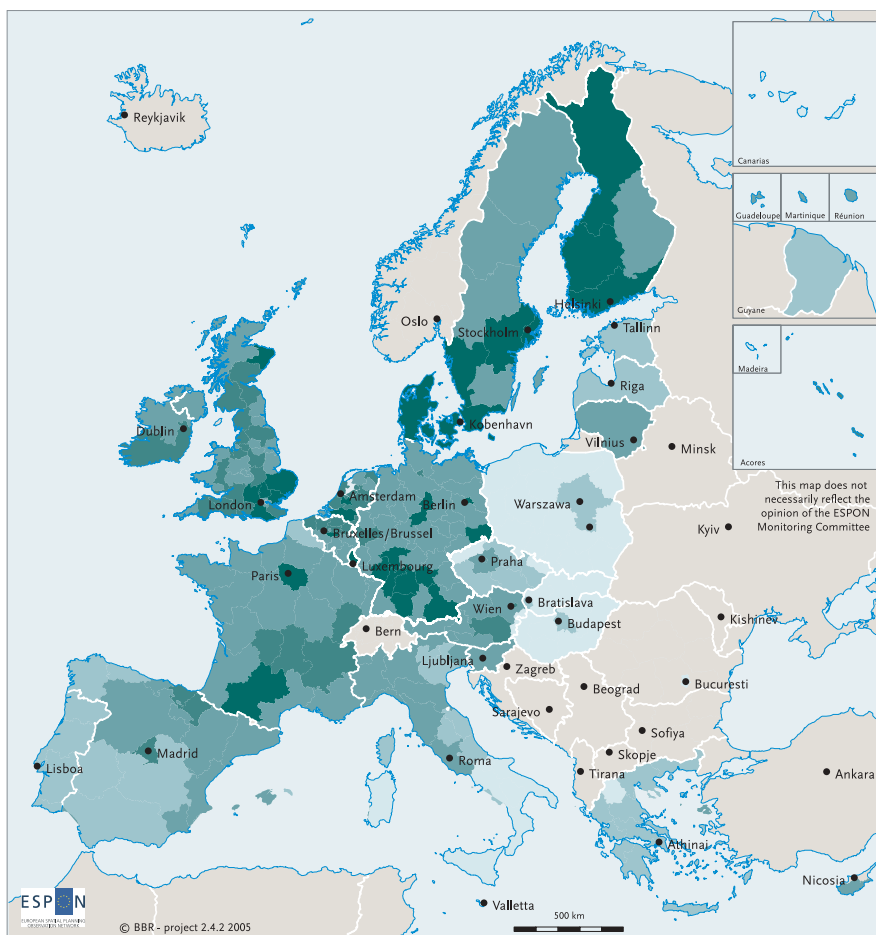 Reykjavik
Canarias
Guadeloupe
Martinique
Réunion
Guyane
Helsinki
Oslo
Stockholm
Tallinn
Madeira
Riga
Dublin
København
Vilnius
Minsk
Acores
This map does not
necessarily reflect the
opinion of the ESPON
Monitoring Committee
London
Amsterdam
Berlin
Warszawa
Kyiv
Bruxelles/Brussel
Paris
Luxembourg
Praha
Wien
Bratislava
Budapest
Kishinev
Bern
Ljubljana
Zagreb
Beograd
Bucuresti
Sarajevo
Sofiya
Madrid
Lisboa
Roma
Skopje
Tirana
Ankara
Athinai
Nicosia
Valletta
ESPON
EUROPEAN SPATIAL PLANNING
OBSERVATION NETWORK
© BBR - project 2.4.2 2005
500 km